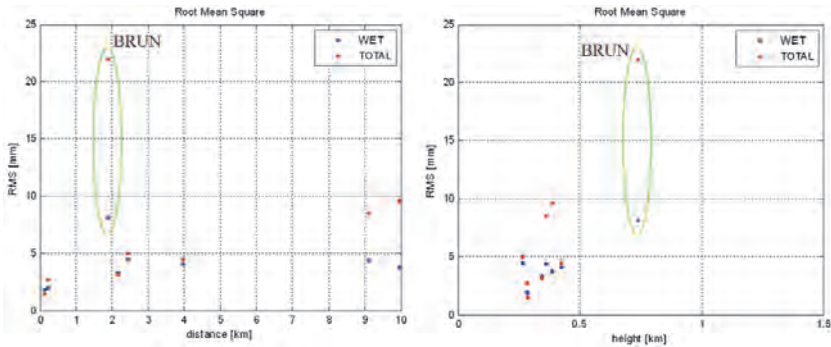 Root Mean Square
25
20
15
10
5
0
RMS [mm]
BRUN
WET
TOTAL
0 1 2 3 4 5 6 7 8 9 10
distance [km]
Root Mean Square
25
20
15
10
5
0
RMS [mm]
BRUN
WET
TOTAL
0 0.5 1 1.5
height [km]